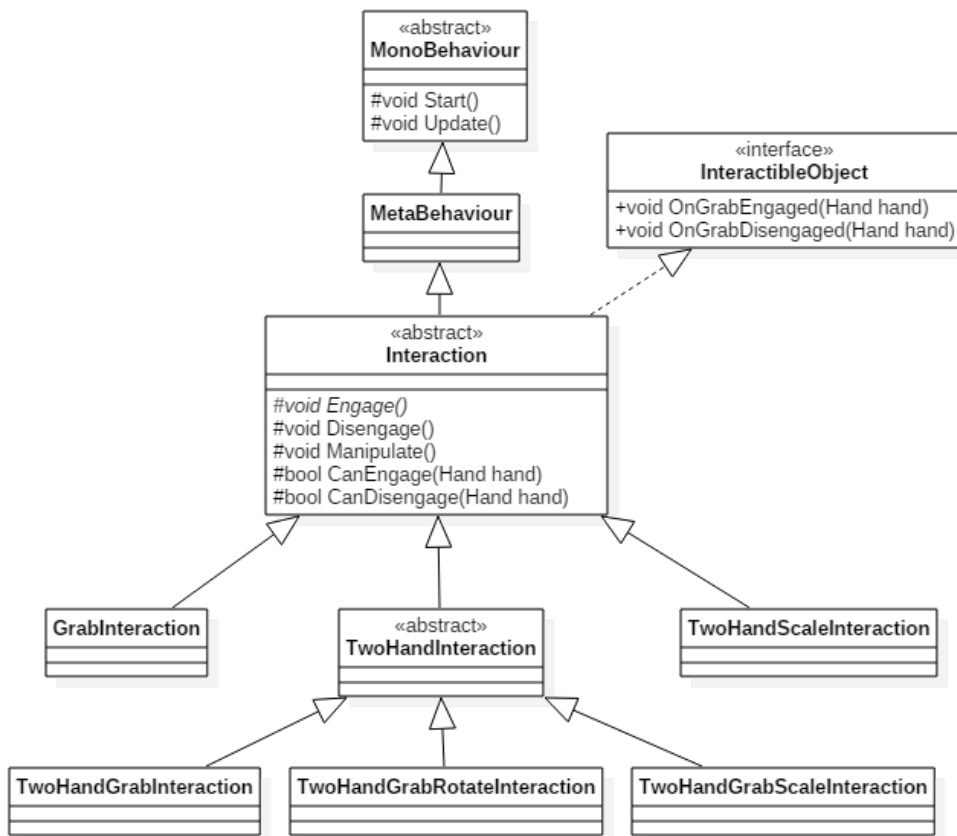 «abstract»
MonoBehaviour
#void Start()
#void Update()
«interface»
InteractibleObject
+void OnGrabEngaged(Hand hand)
+void OnGrabDisengaged(Hand hand)
MetaBehaviour
«abstract»
Interaction
#void Engage()
#void Disengage()
#void Manipulate()
#bool CanEngage(Hand hand)
#bool CanDisengage(Hand hand)
GrabInteraction
«abstract»
TwoHandInteraction
TwoHandScaleInteraction
TwoHandGrabInteraction
TwoHandGrabRotateInteraction
TwoHandGrabScaleInteraction